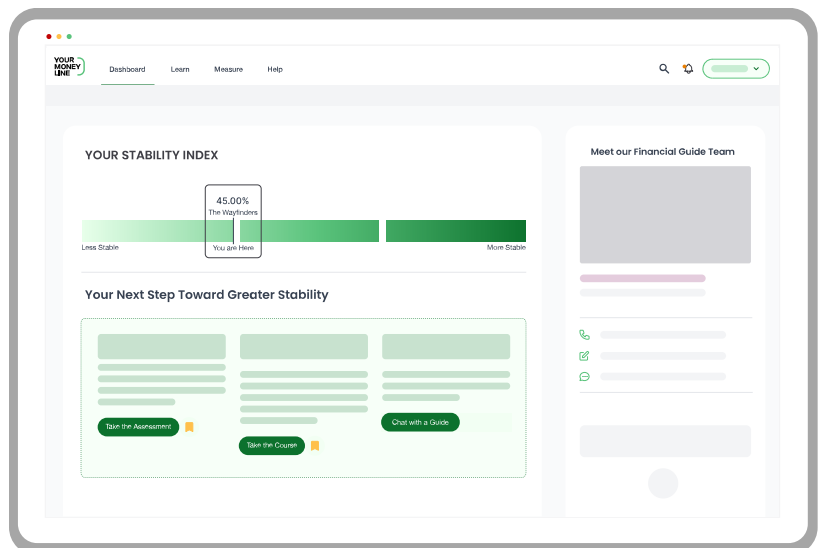 YOUR
MONEY
LINE
Dashboard
Learn
Measure
Help
YOUR STABILITY INDEX
45.00%
The Wayfinders
Less Stable
You are Here
More Stable
Your Next Step Toward Greater Stability
Take the Assessment
Take the Course
Chat with a Guide
Meet our Financial Guide Team